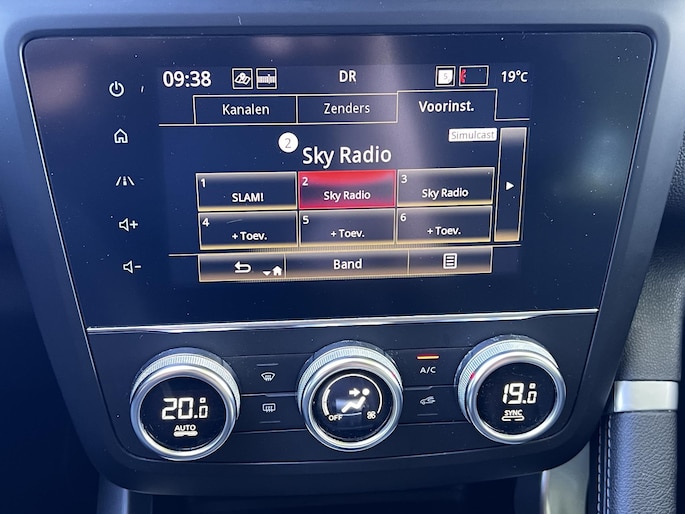 09:38 DR S 19°C
Kanalen Zenders Voorinst.
2 Simulcast
Sky Radio
1 SLAM! 2 Sky Radio 3 Sky Radio
4 + Toev. 5 + Toev. 6 + Toev.
Band
A/C
20.0 19.0
AUTO OFF SYNC